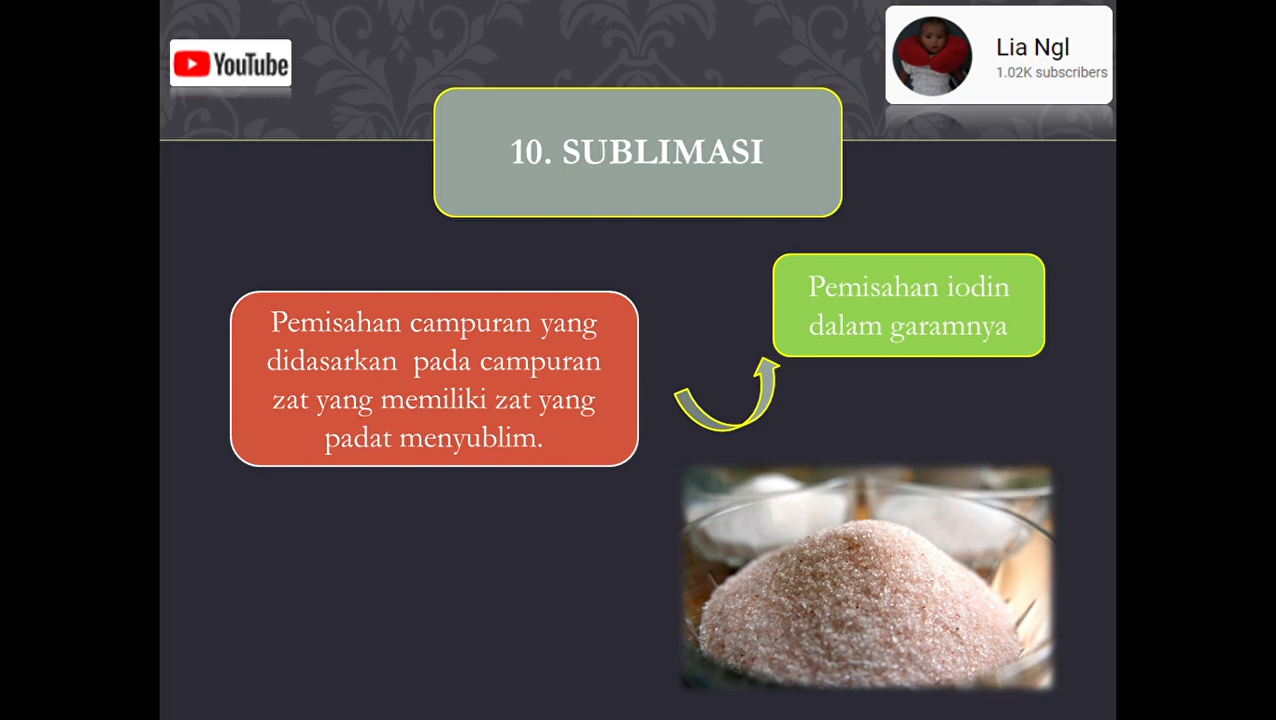 YouTube
Lia Ngl
1.02K subscribers
10. SUBLIMASI
Pemisahan campuran yang
didasarkan pada campuran
zat yang memiliki zat yang
padat menyublim.
Pemisahan iodin
dalam garamnya